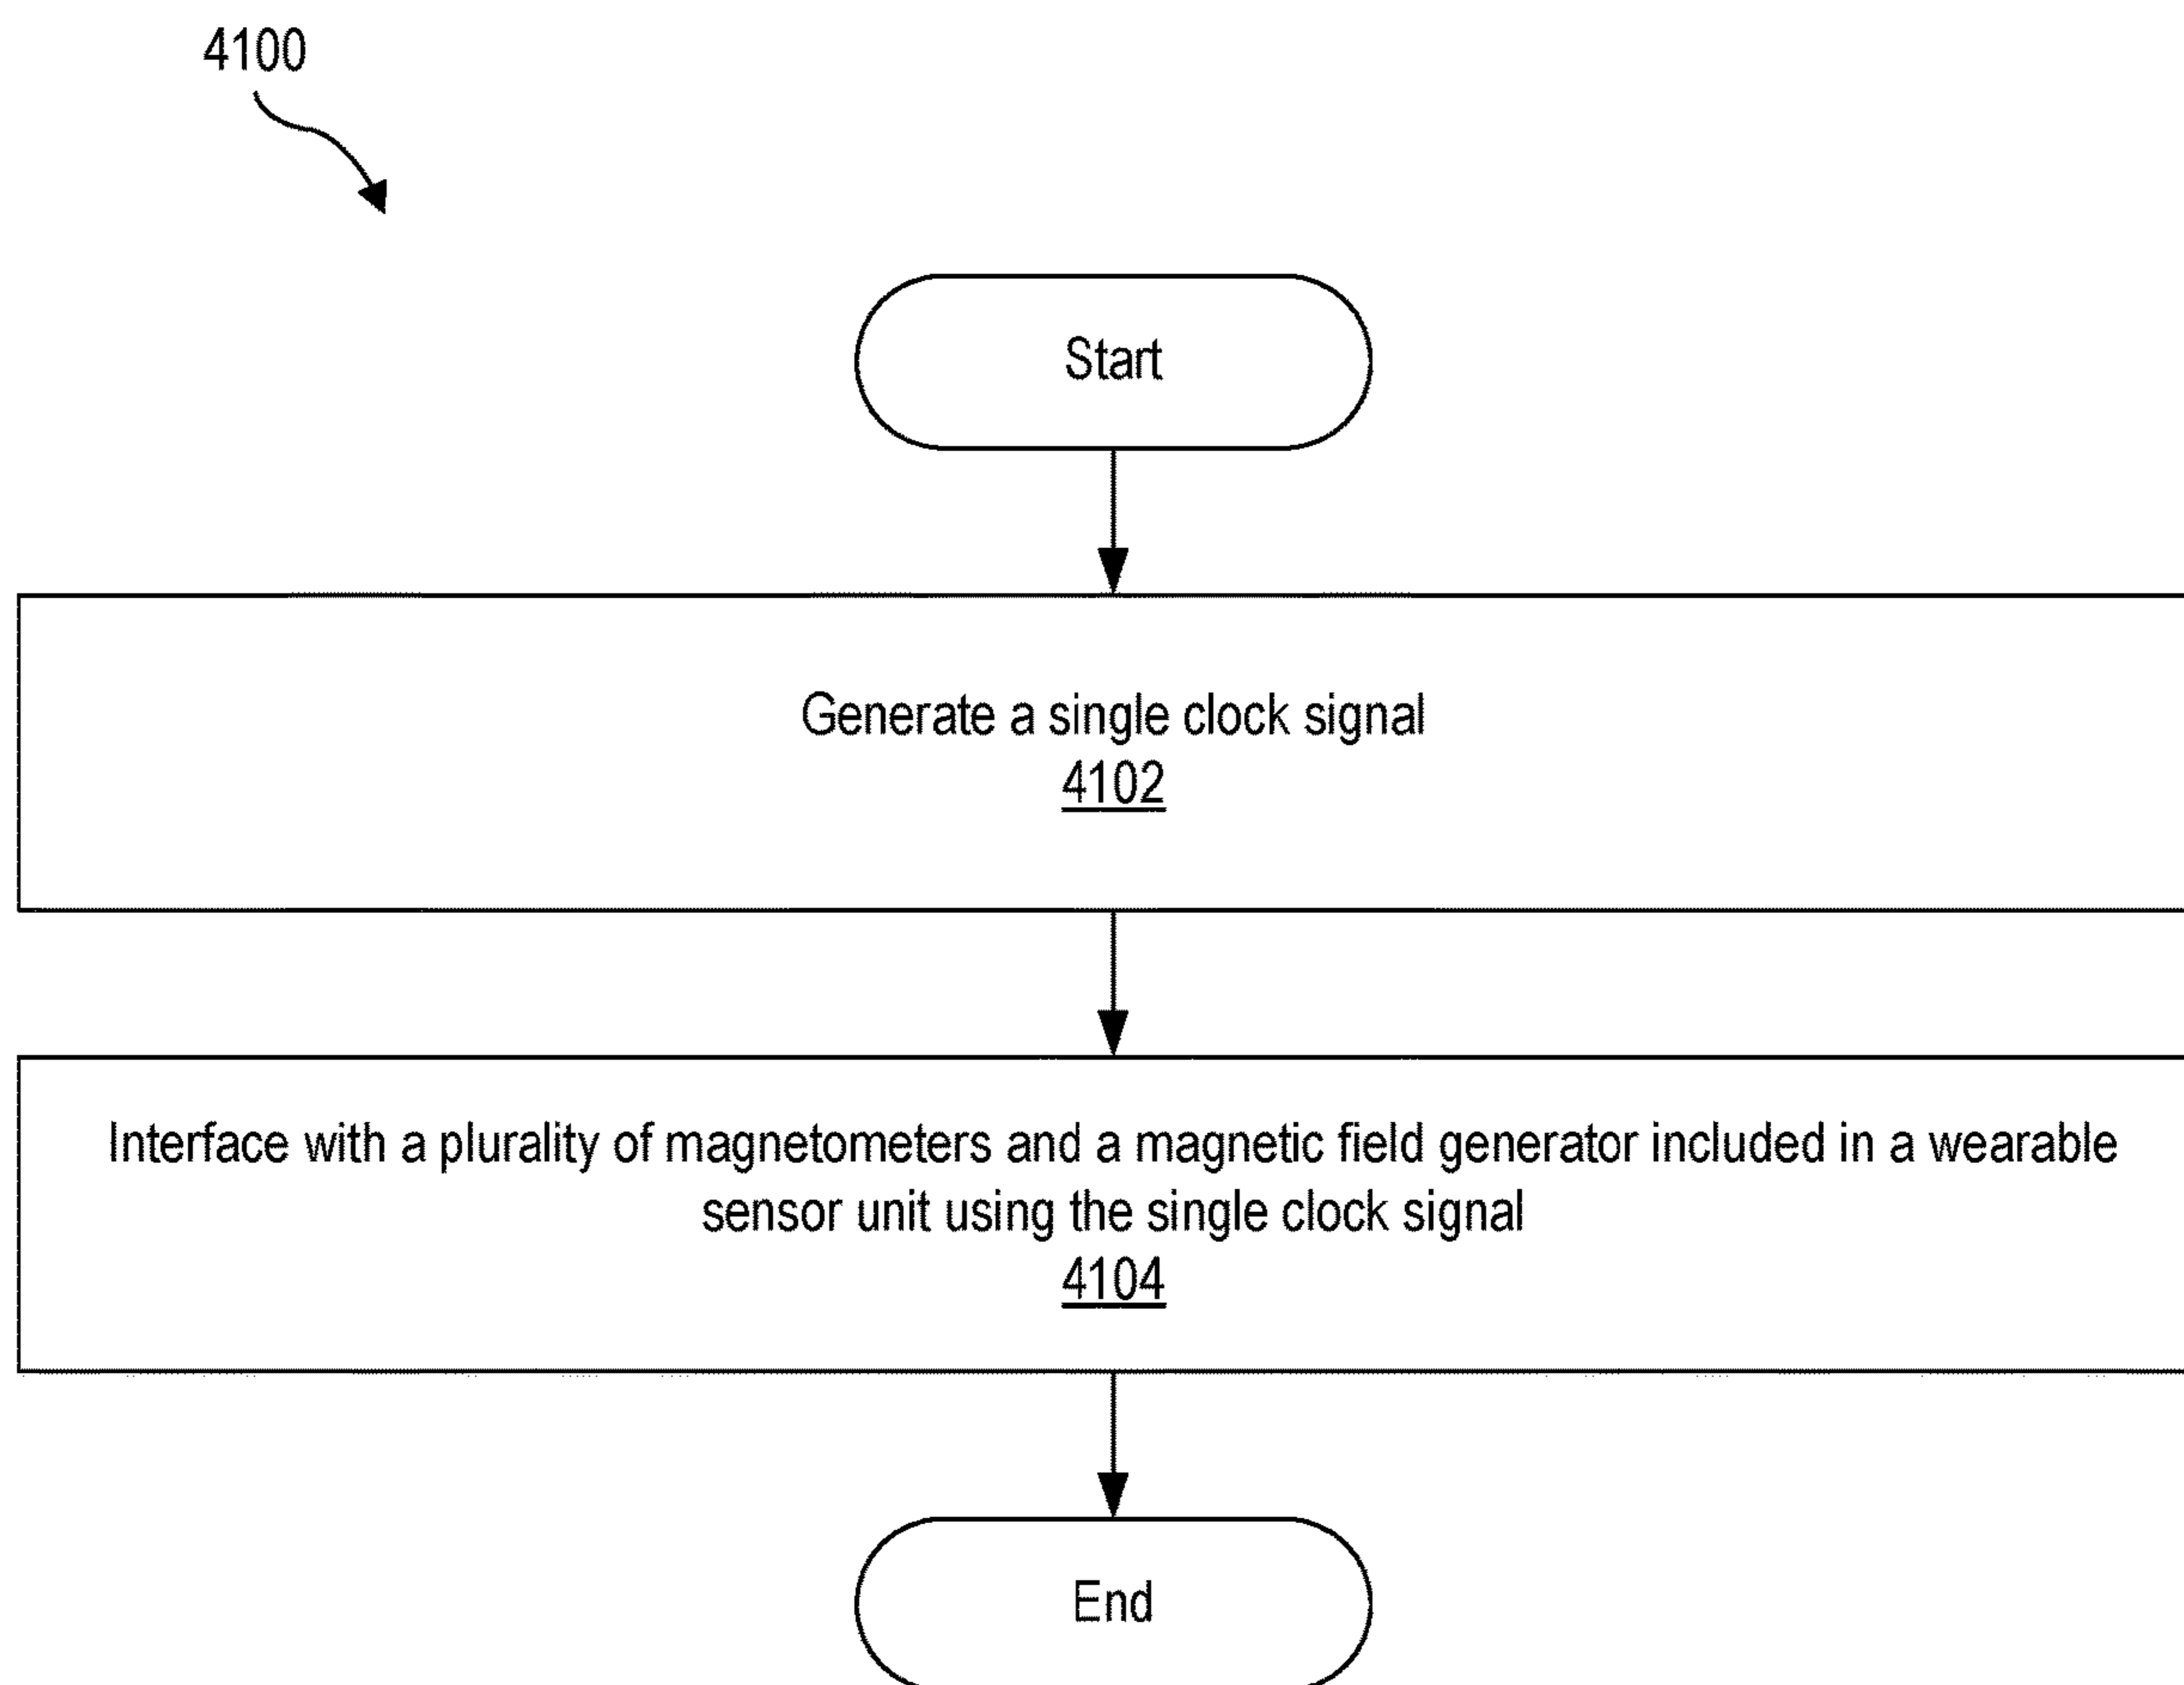 4100
Start
Generate a single clock signal
4102
Interface with a plurality of magnetometers and a magnetic field generator included in a wearable
sensor unit using the single clock signal
4104
End